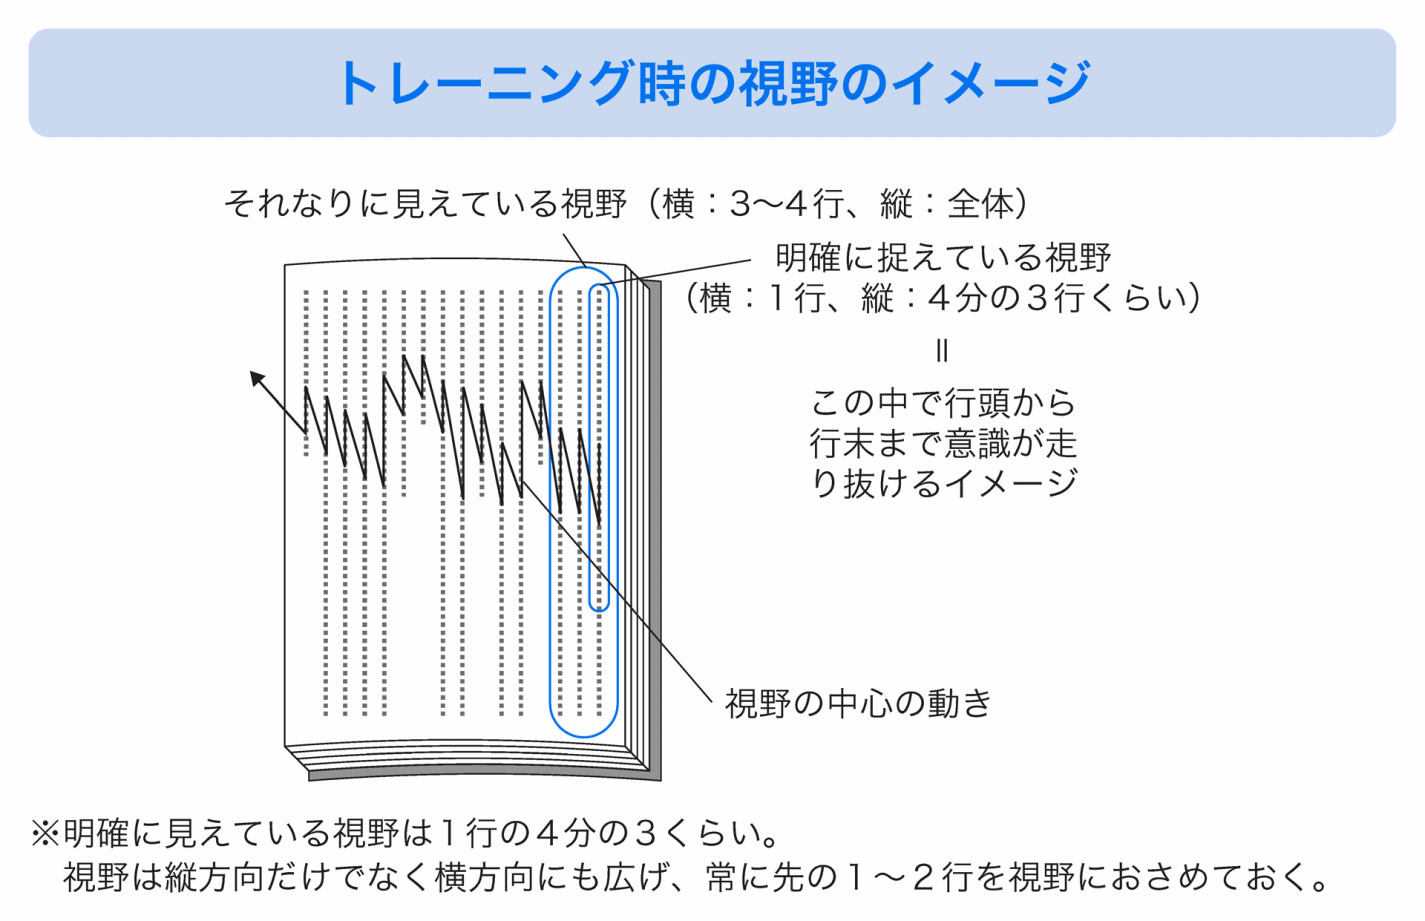 トレーニング時の視野のイメージ
それなりに見えている視野（横：3〜4行、縦：全体）
明確に捉えている視野
（横：１行、縦：４分の３行くらい）
＝
この中で行頭から
行末まで意識が走
り抜けるイメージ
視野の中心の動き
※明確に見えている視野は１行の４分の３くらい。
視野は縦方向だけでなく横方向にも広げ、常に先の１〜２行を視野におさめておく。